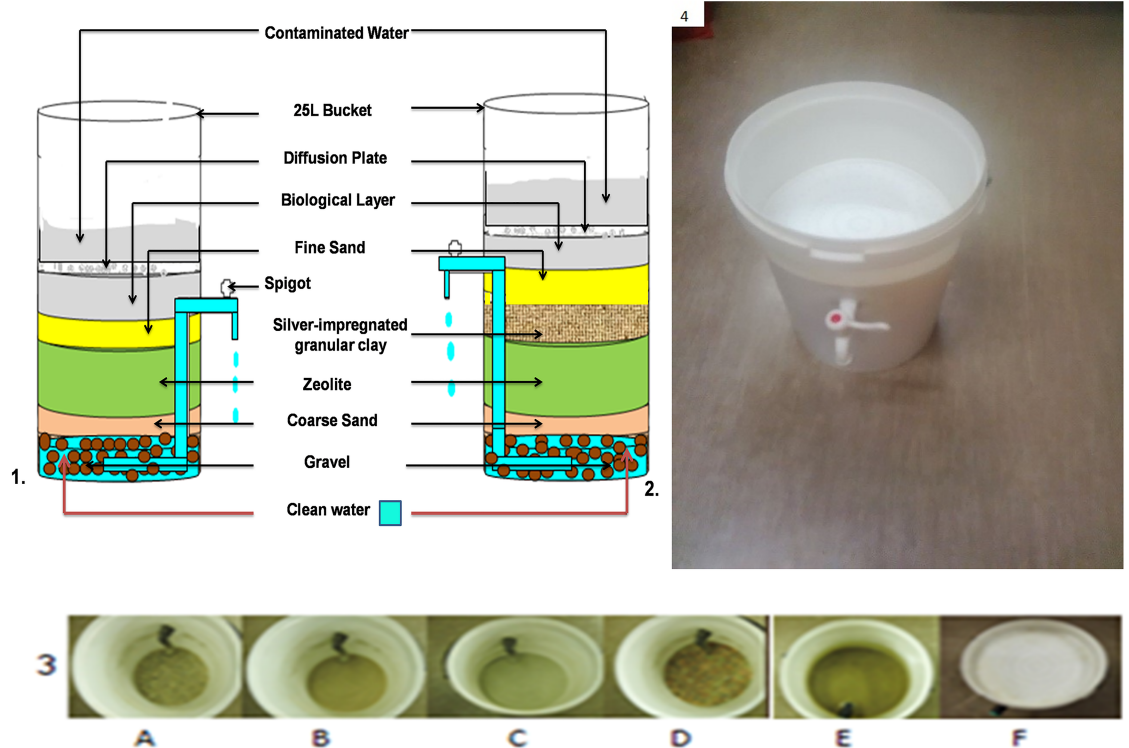 Contaminated Water
25L Bucket
Diffusion Plate
Biological Layer
Fine Sand
Spigot
Silver-impregnated
granular clay
Zeolite
Coarse Sand
Gravel
Clean water
1.
2.
4
3
A B C D E F